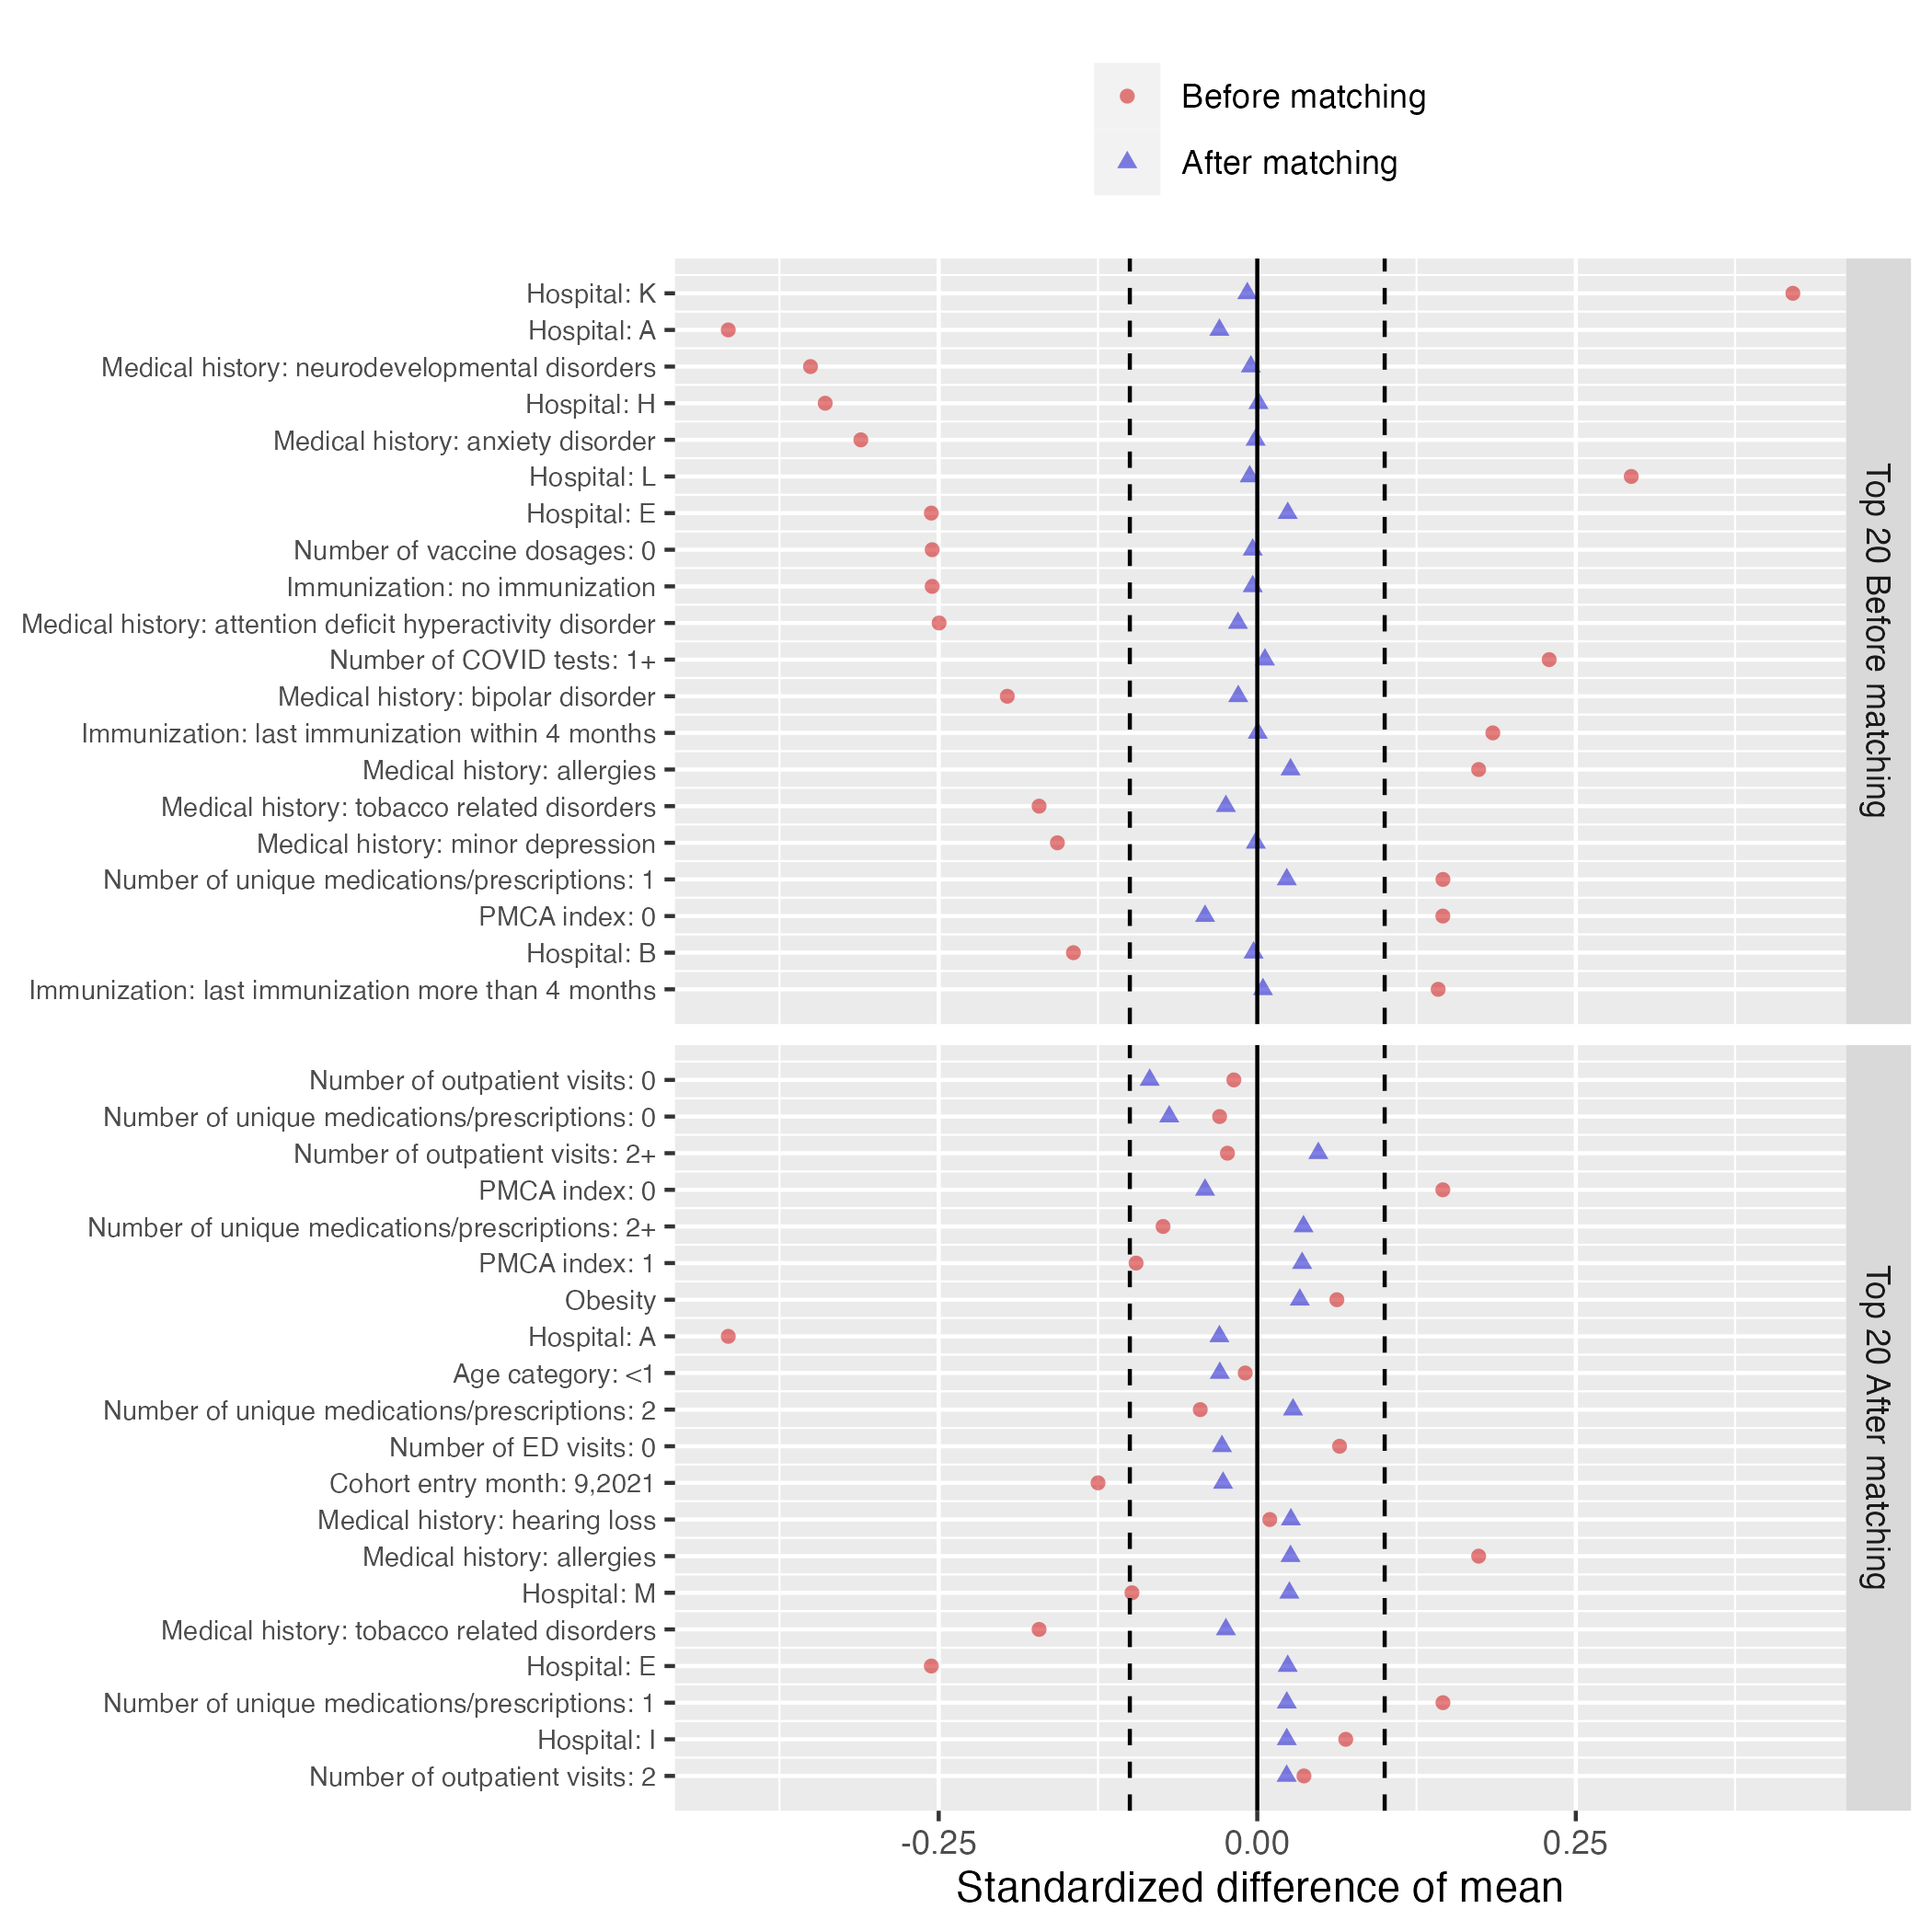 Before matching
After matching
Hospital: K
Hospital: A
Medical history: neurodevelopmental disorders
Hospital: H
Medical history: anxiety disorder
Hospital: L
Hospital: E
Number of vaccine dosages: 0
Immunization: no immunization
Medical history: attention deficit hyperactivity disorder
Number of COVID tests: 1+
Medical history: bipolar disorder
Immunization: last immunization within 4 months
Medical history: allergies
Medical history: tobacco related disorders
Medical history: minor depression
Number of unique medications/prescriptions: 1
PMCA index: 0
Hospital: B
Immunization: last immunization more than 4 months
Top 20 Before matching
Number of outpatient visits: 0
Number of unique medications/prescriptions: 0
Number of outpatient visits: 2+
PMCA index: 0
Number of unique medications/prescriptions: 2+
PMCA index: 1
Obesity
Hospital: A
Age category: <1
Number of unique medications/prescriptions: 2
Number of ED visits: 0
Cohort entry month: 9,2021
Medical history: hearing loss
Medical history: allergies
Hospital: M
Medical history: tobacco related disorders
Hospital: E
Number of unique medications/prescriptions: 1
Hospital: I
Number of outpatient visits: 2
Top 20 After matching
-0.25 0.00 0.25
Standardized difference of mean